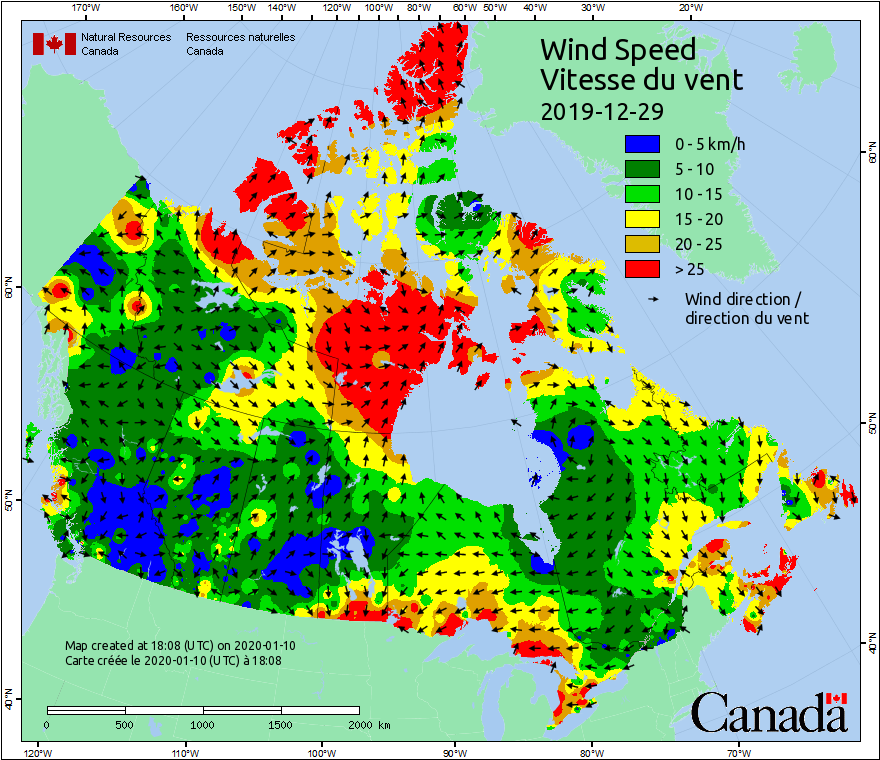 170°W 160°W 150°W 140°W 130°W 120°W 110°W 100°W 90°W 80°W 60°W 50°W 40°W 30°W 20°W
Natural Resources Ressources naturelles
Canada Canada
Wind Speed
Vitesse du vent
2019-12-29
0 - 5 km/h
5 - 10
10 - 15
15 - 20
20 - 25
> 25
Wind direction /
direction du vent
60°N
60°N
50°N
50°N
40°N
40°N
Map created at 18:08 (UTC) on 2020-01-10
Carte créée le 2020-01-10 (UTC) à 18:08
0 500 1000 1500 2000 km
Canada
120°W 110°W 100°W 90°W 80°W 70°W